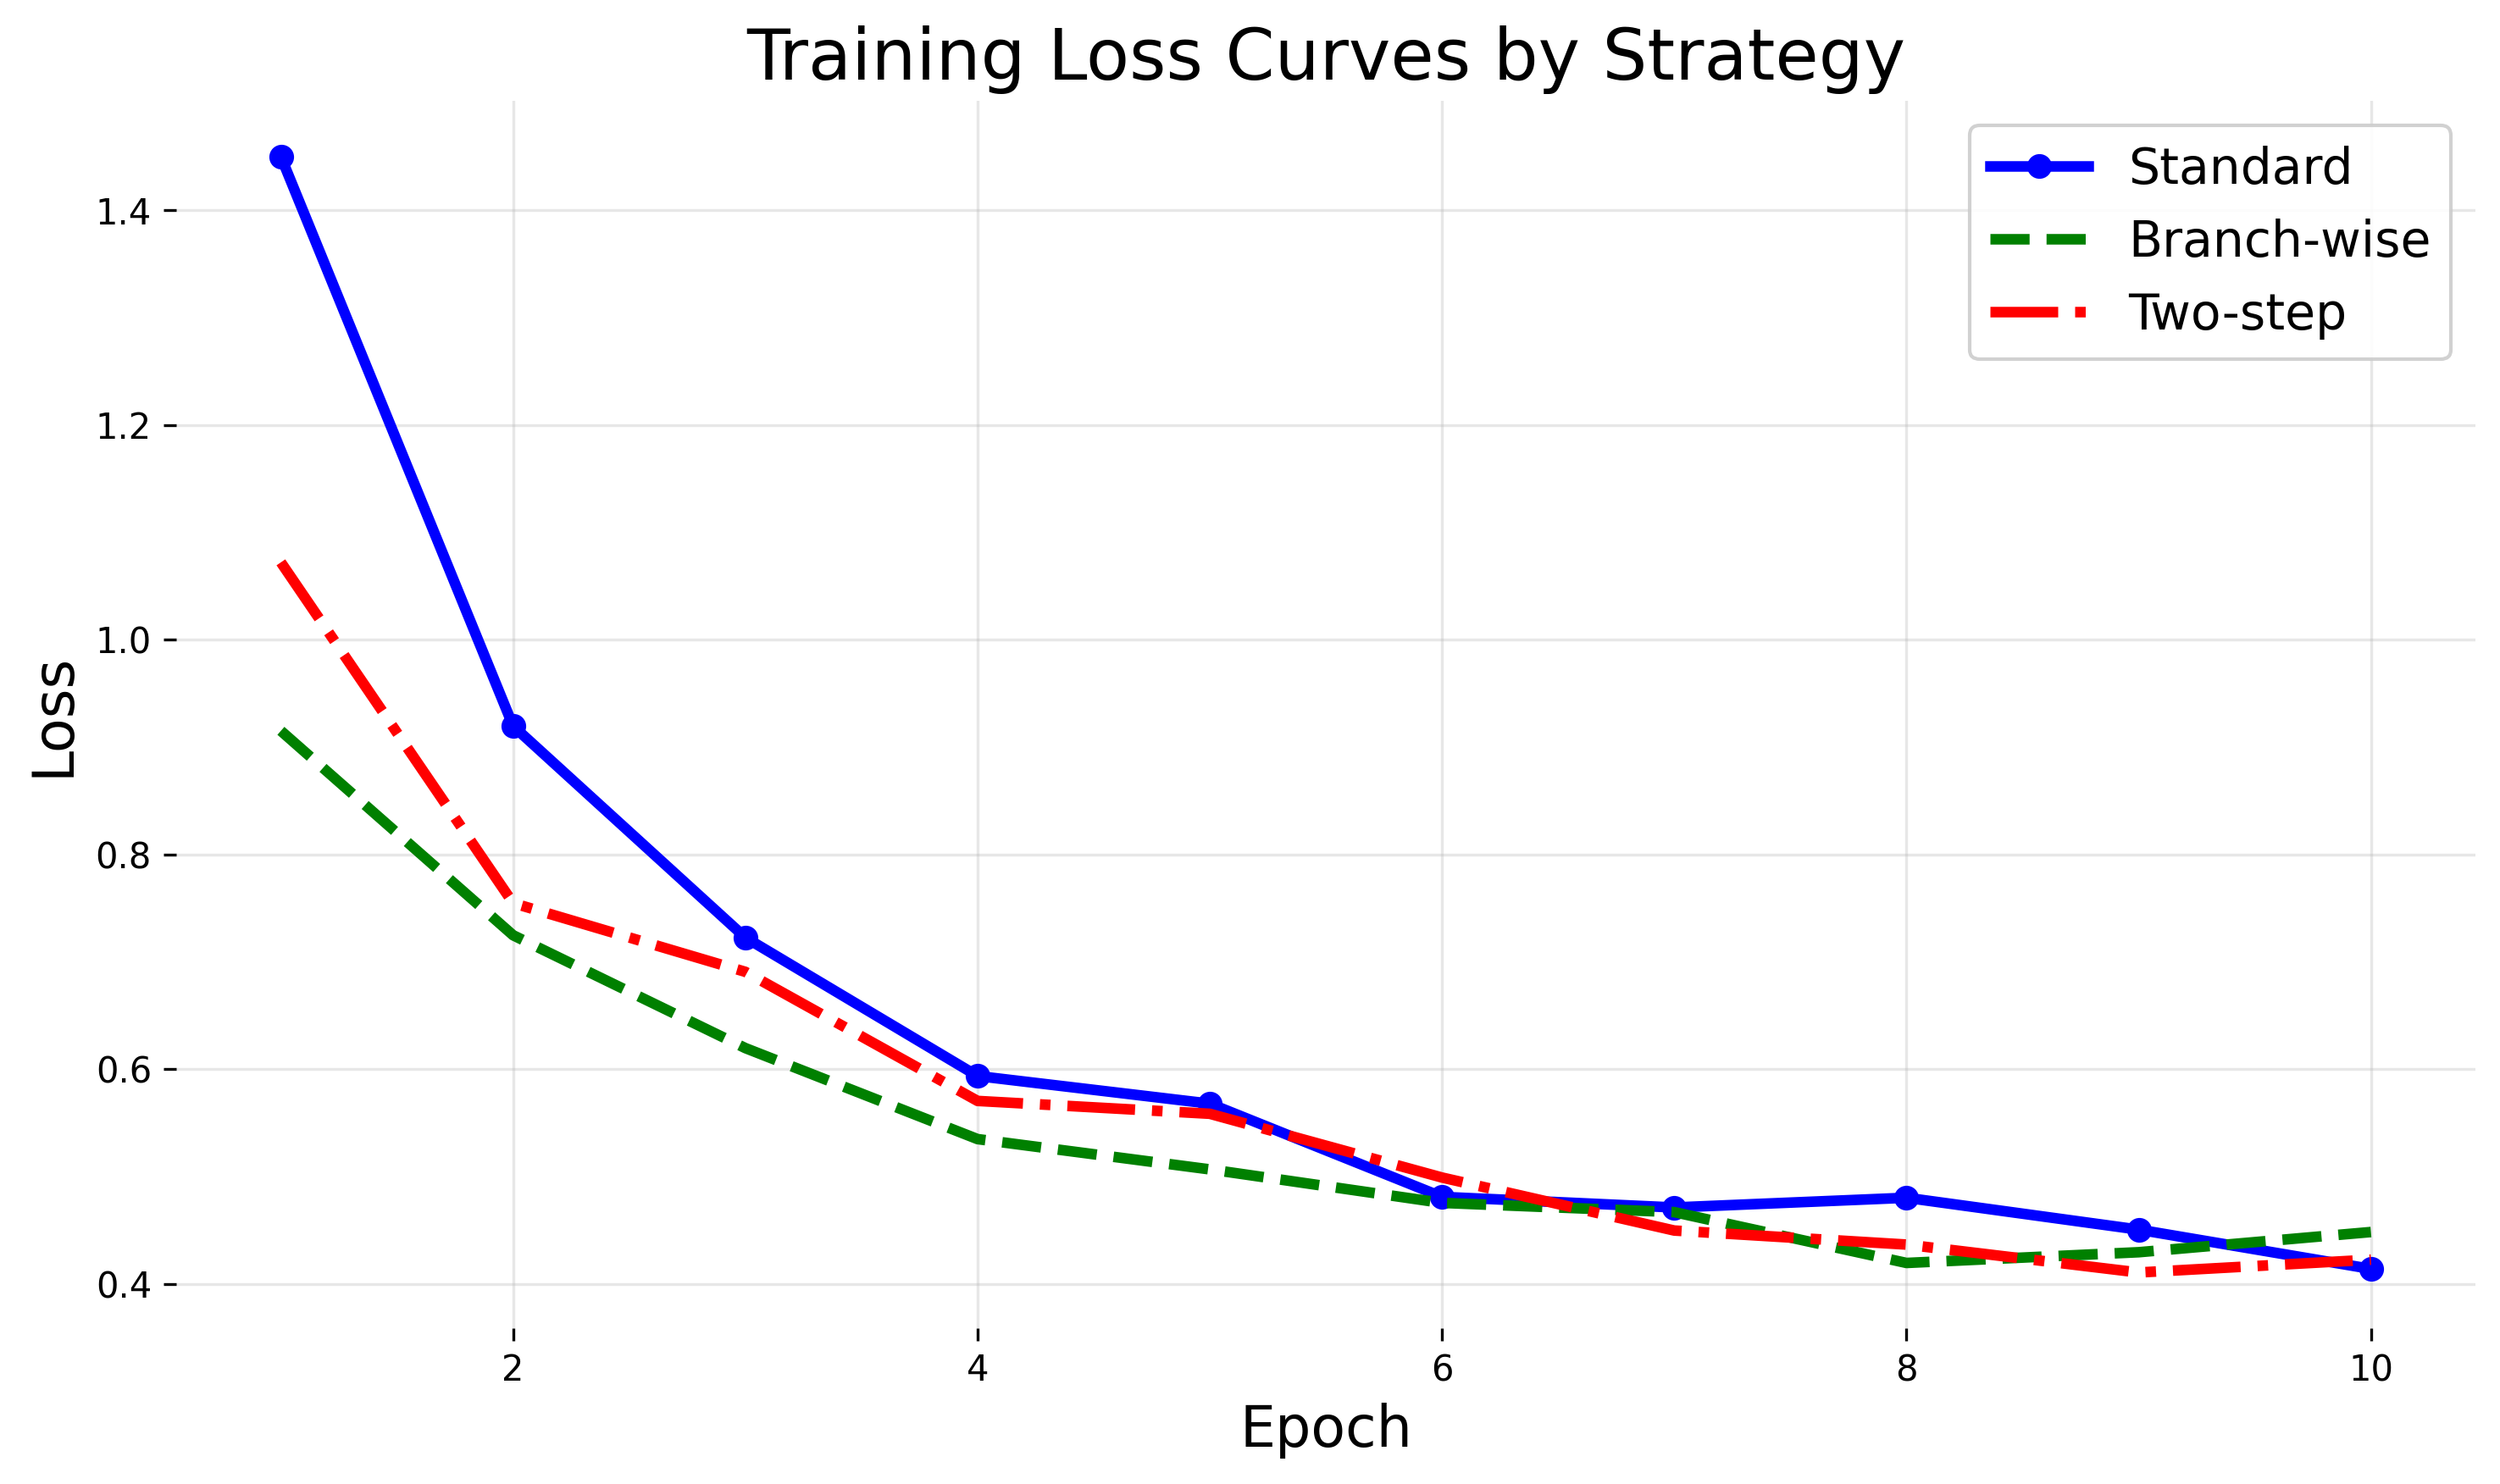 Training Loss Curves by Strategy
Standard
Branch-wise
Two-step
Loss
1.4
1.2
1.0
0.8
0.6
0.4
2 4 6 8 10
Epoch